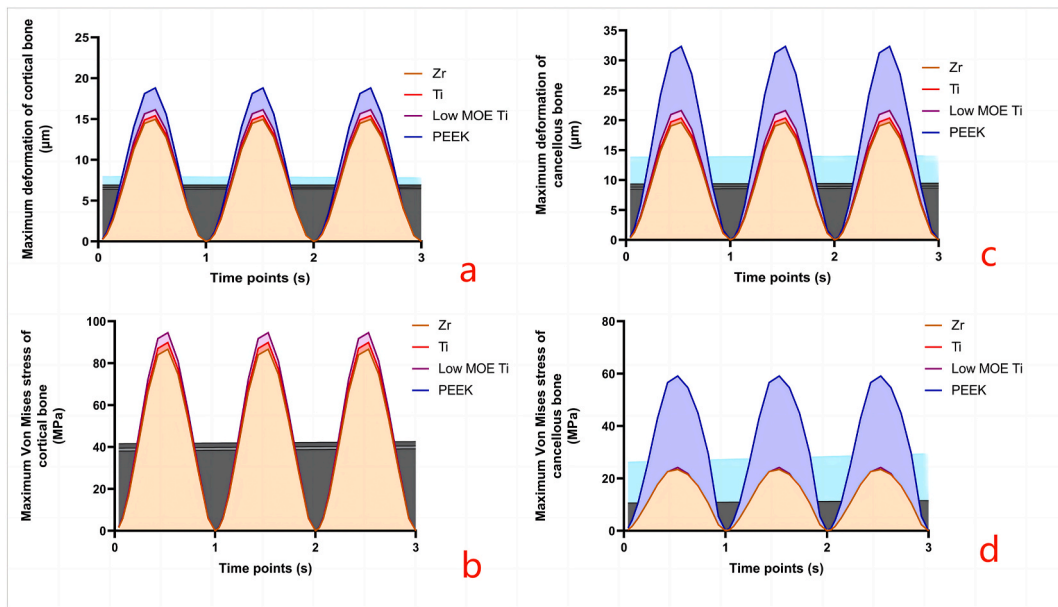 Maximum deformation of cortical bone
(μm)
25
20
15
10
5
0
0
1
2
3
Time points (s)
Zr
Ti
Low MOE Ti
PEEK
a
Maximum deformation of
cancellous bone
(μm)
35
30
25
20
15
10
5
0
0
1
2
3
Time points (s)
Zr
Ti
Low MOE Ti
PEEK
c
Maximum Von Mises stress of
cortical bone
(MPa)
100
80
60
40
20
0
0
1
2
3
Time points (s)
Zr
Ti
Low MOE Ti
PEEK
b
Maximum Von Mises stress of
cancellous bone
(MPa)
80
60
40
20
0
0
1
2
3
Time points (s)
Zr
Ti
Low MOE Ti
PEEK
d